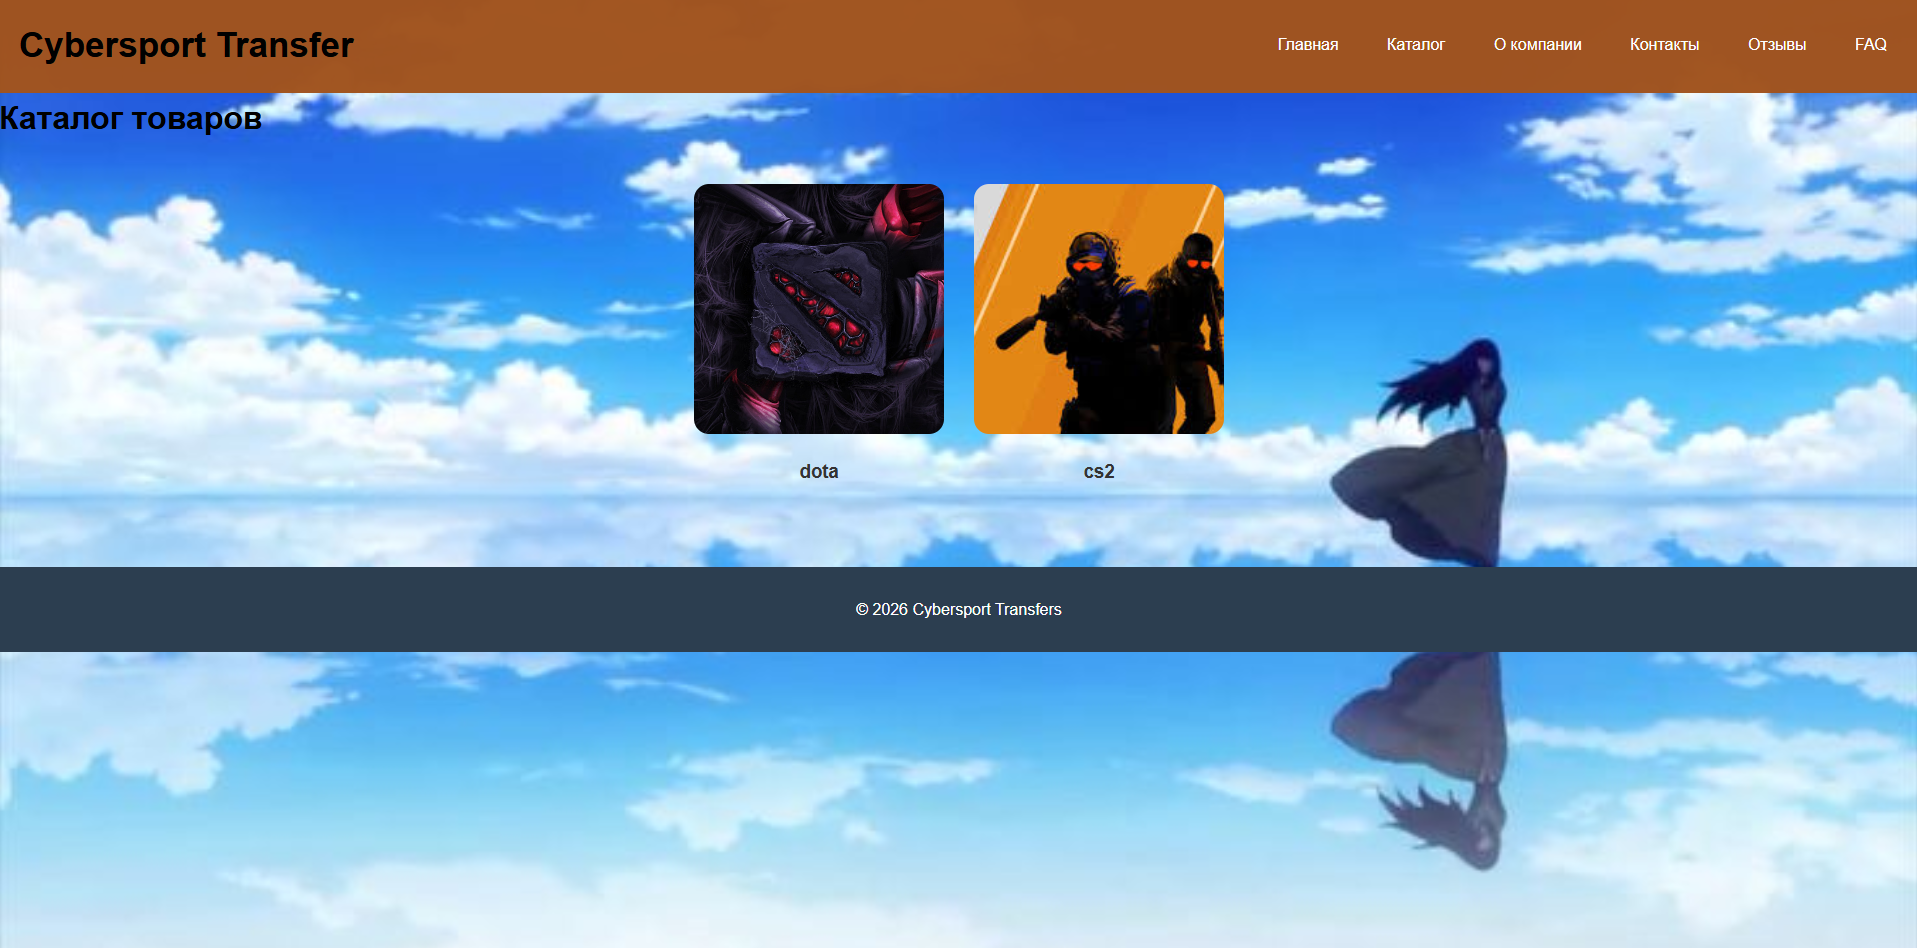 Cybersport Transfer
Главная Каталог О компании Контакты Отзывы FAQ
Каталог товаров
dota
cs2
© 2026 Cybersport Transfers